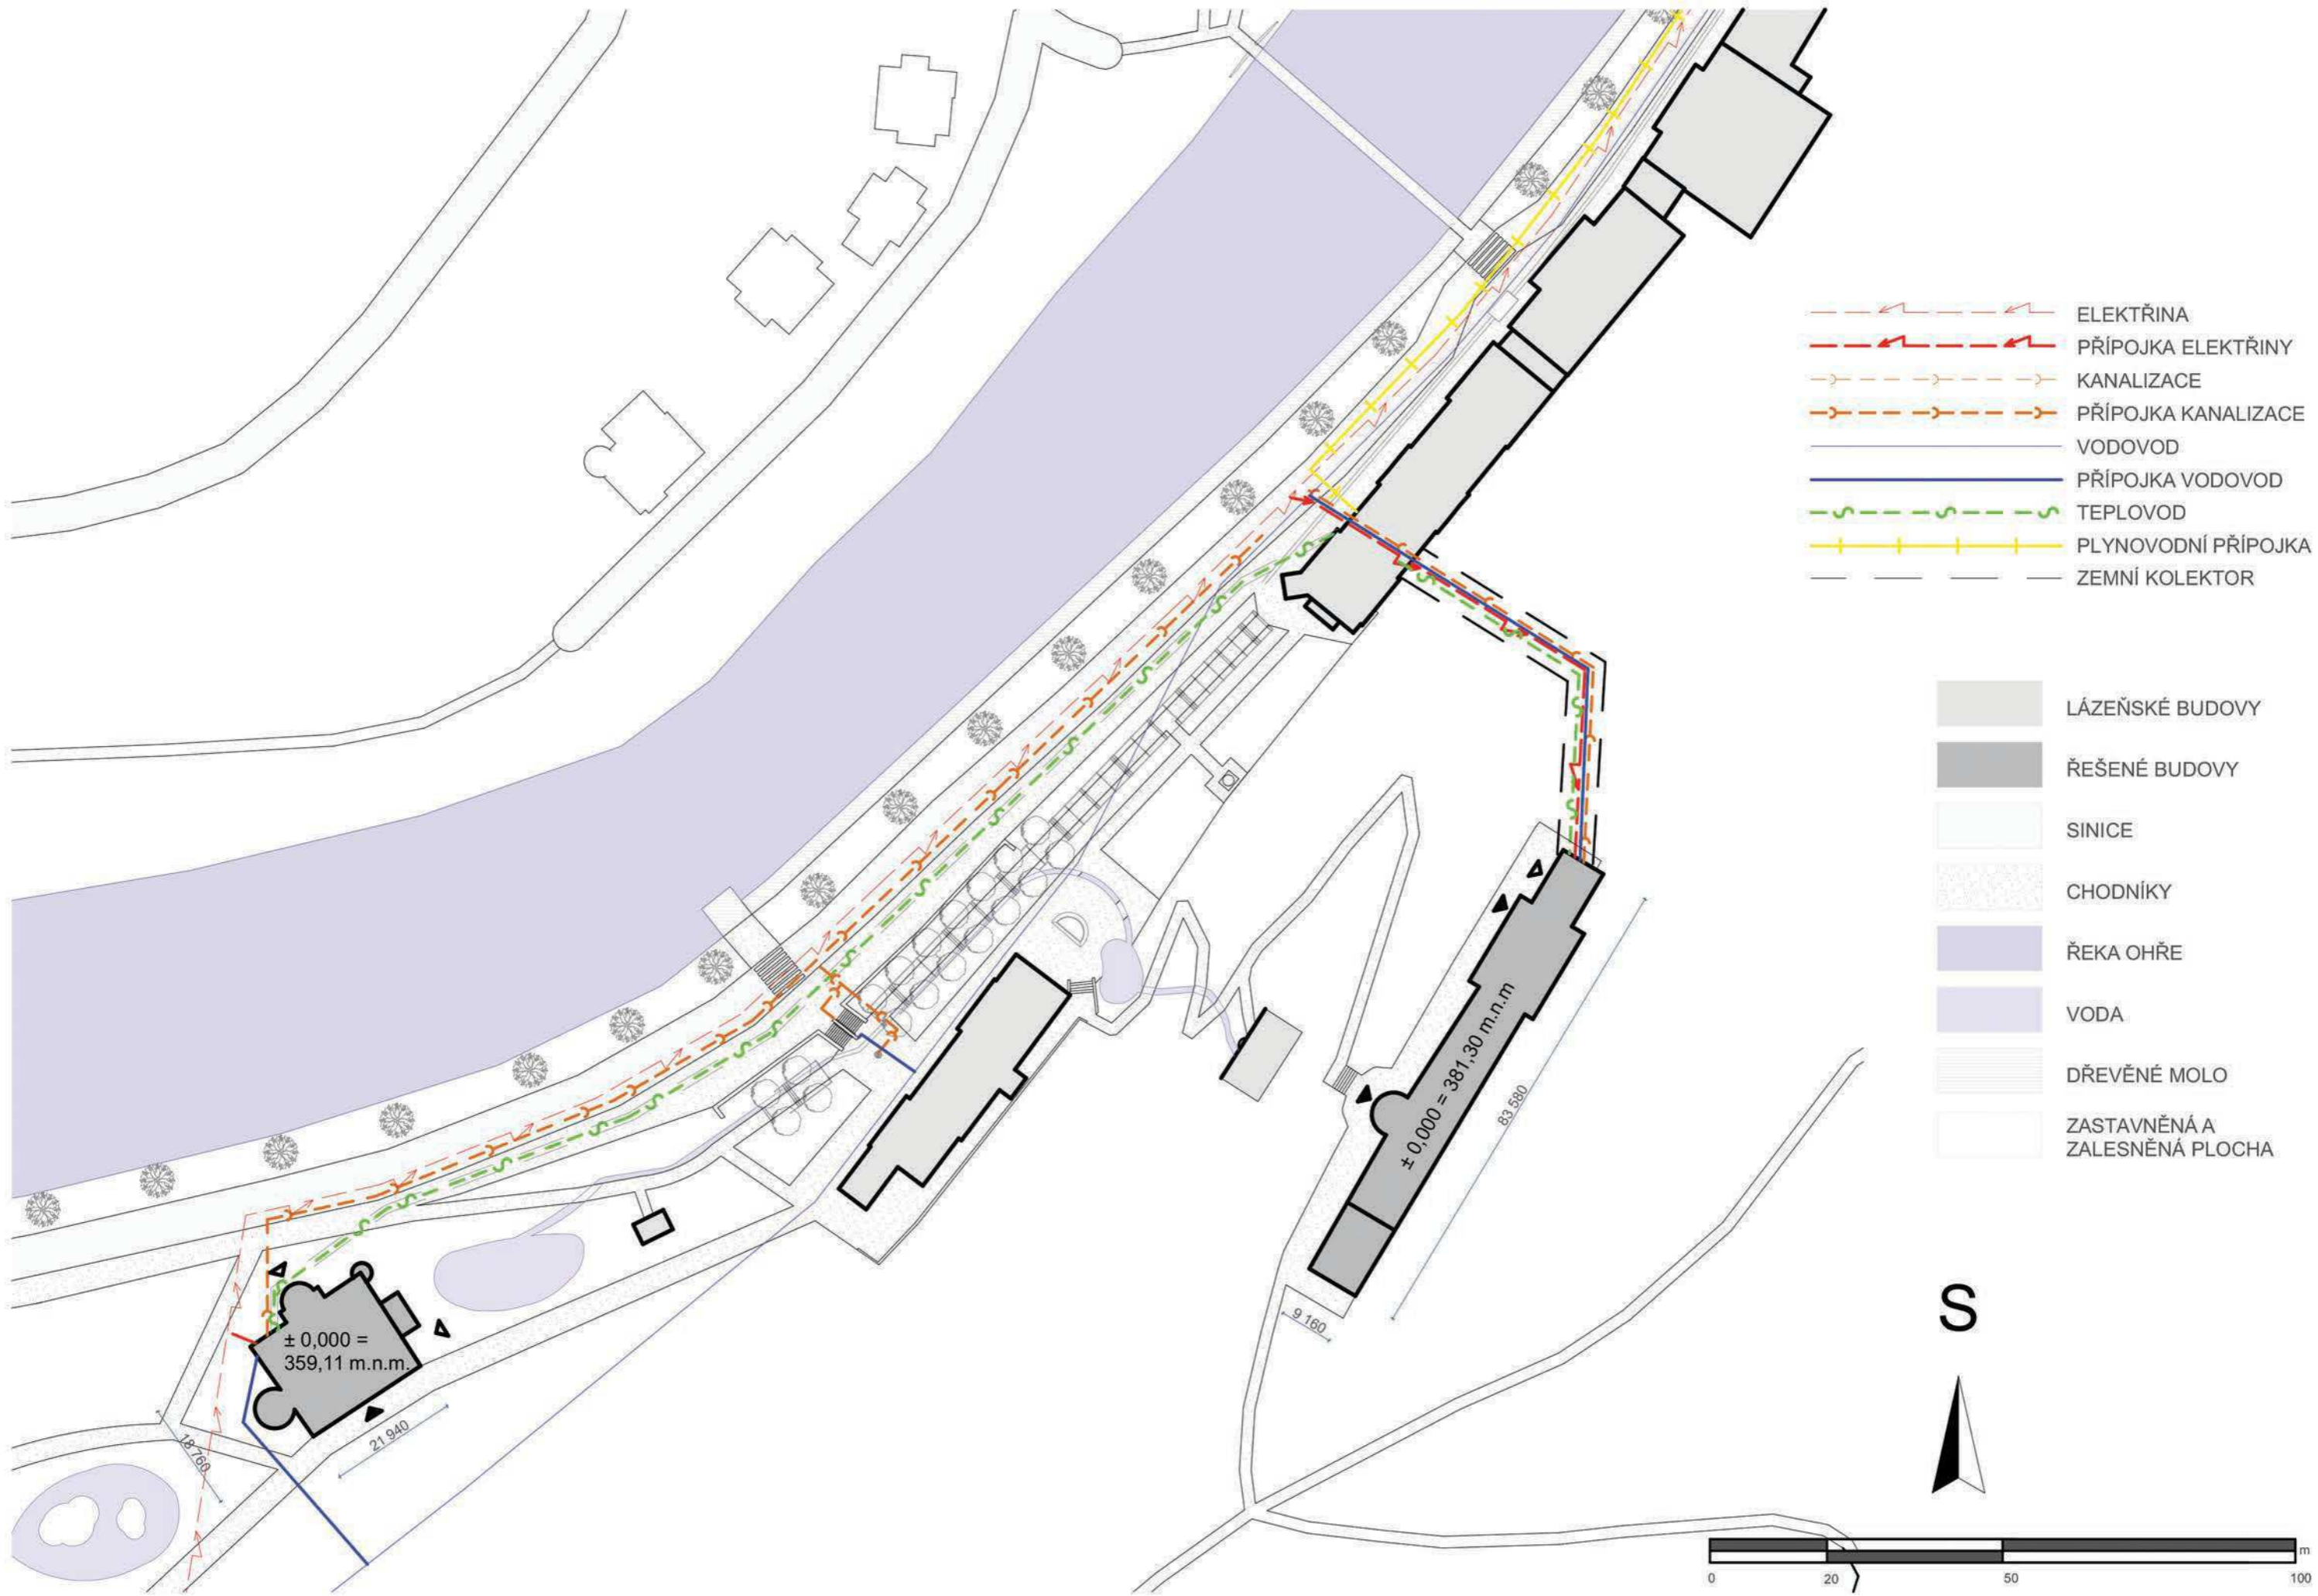 ELEKTŘINA
PŘÍPOJKA ELEKTŘINY
KANALIZACE
PŘÍPOJKA KANALIZACE
VODOVOD
PŘÍPOJKA VODOVOD
TEPLOVOD
PLYNOVODNÍ PŘÍPOJKA
ZEMNÍ KOLEKTOR
LÁZEŇSKÉ BUDOVY
ŘEŠENÉ BUDOVY
SINICE
CHODNÍKY
ŘEKA OHŘE
VODA
DŘEVĚNÉ MOLO
ZASTAVNĚNÁ A
ZALESNĚNÁ PLOCHA
± 0,000 = 381,30 m.n.m
83 580
9 160
± 0,000 =
359,11 m.n.m.
21 940
18 760
S
m
0 20 50 100